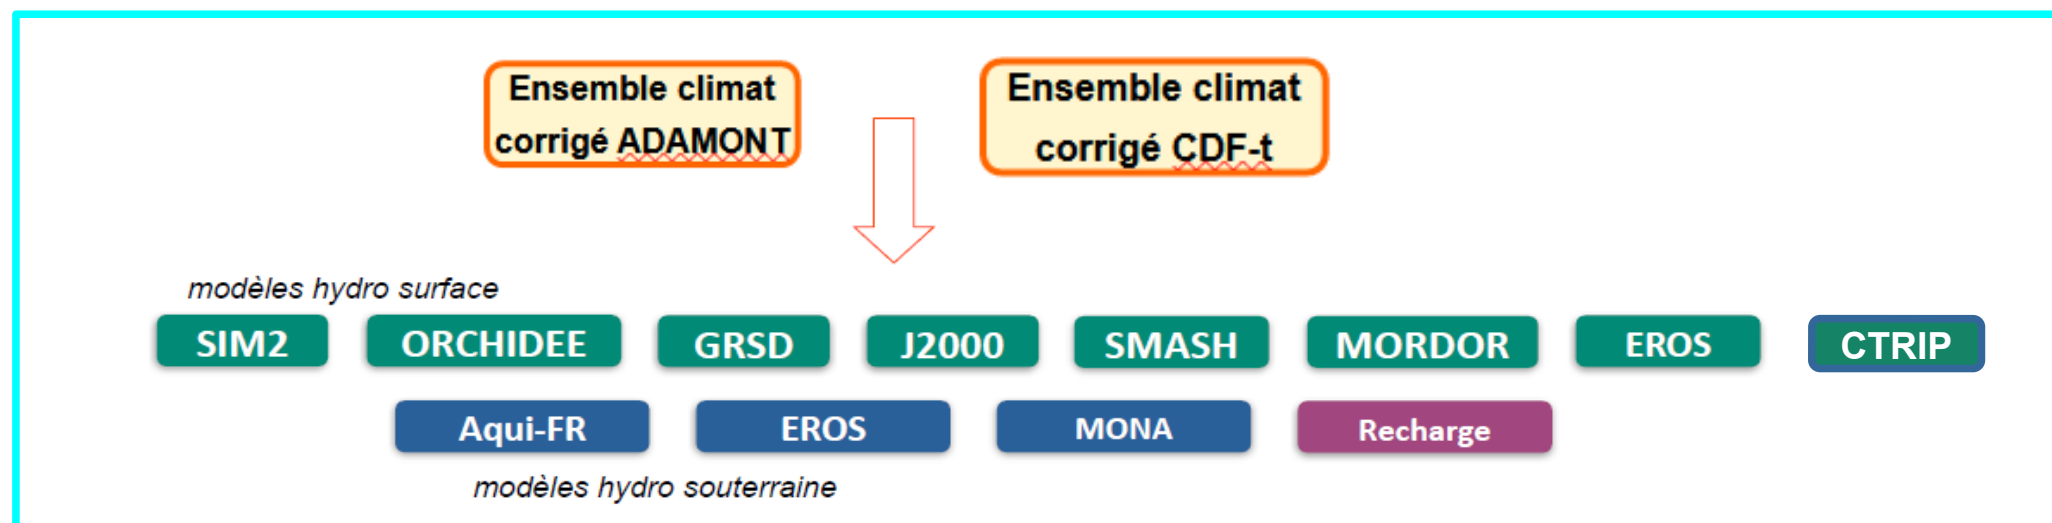 Ensemble climat
corrigé ADAMONT
Ensemble climat
corrigé CDF-t
modèles hydro surface
SIM2 ORCHIDEE GRSD J2000 SMASH MORDOR EROS CTRIP
Aqui-FR EROS MONA Recharge
modèles hydro souterraine